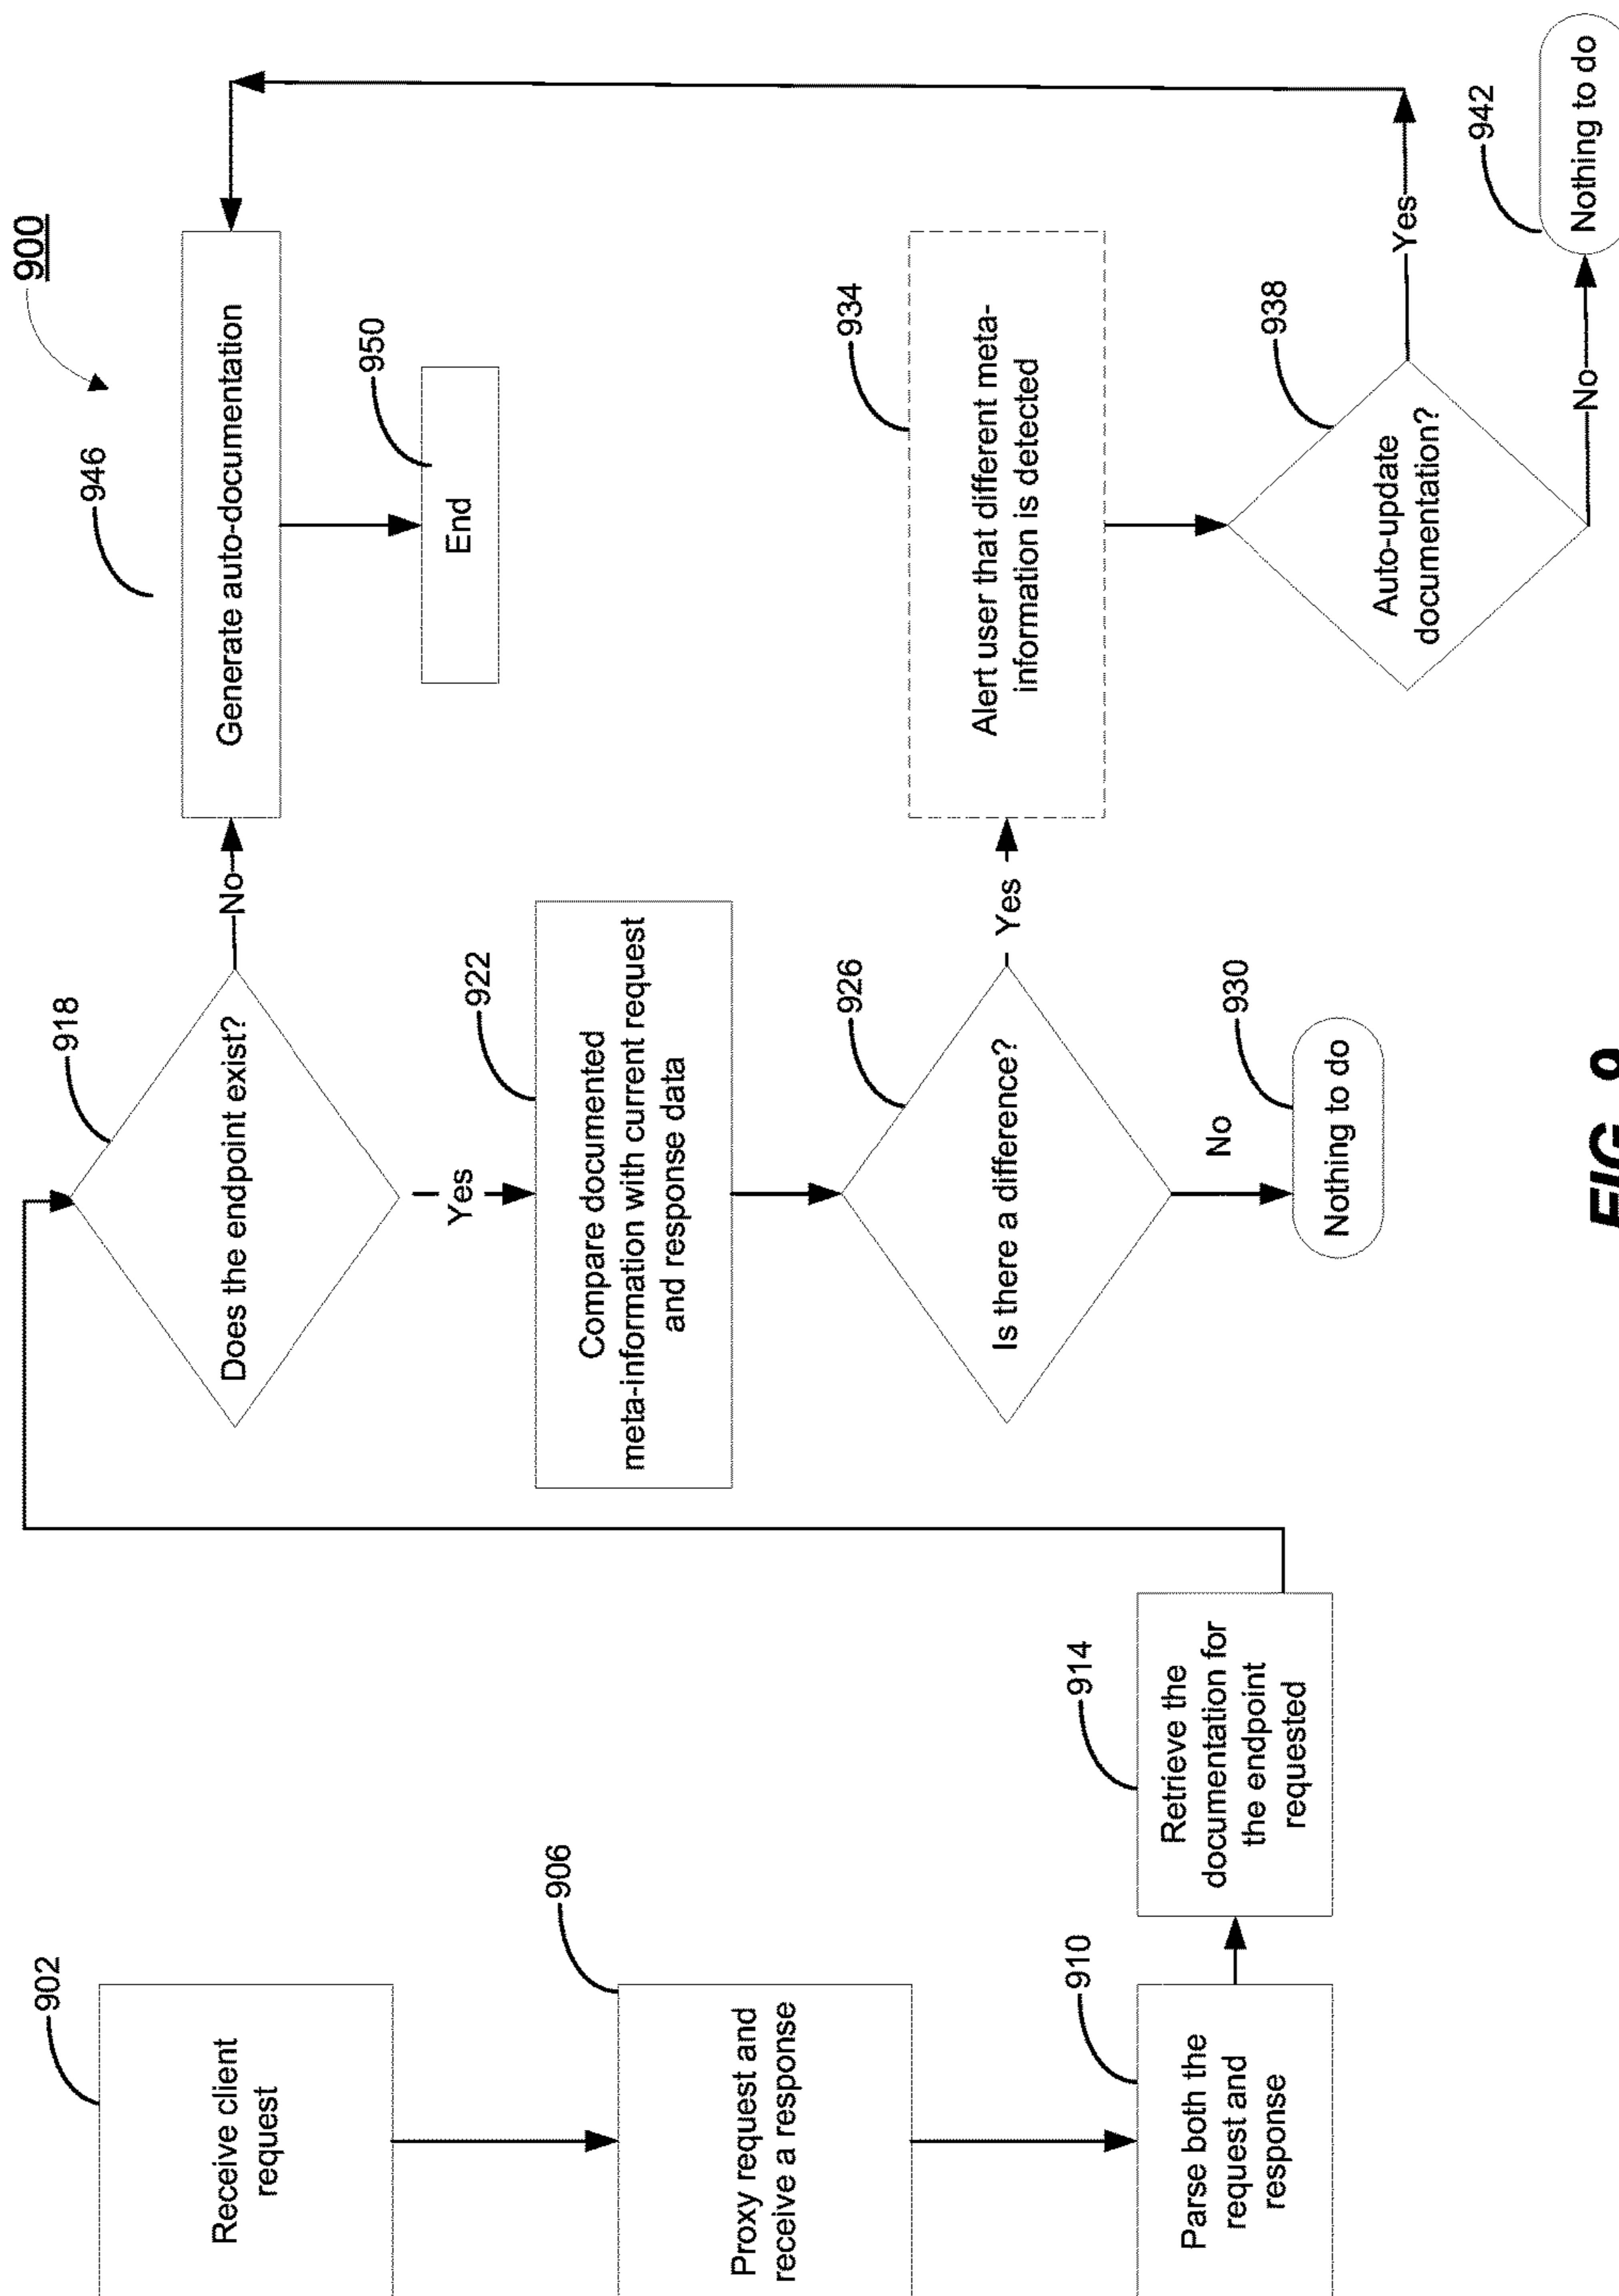 900
902
Receive client
request
906
Proxy request and
receive a response
910
Parse both the
request and
response
914
Retrieve the
documentation for
the endpoint
requested
918
Does the endpoint exist?
No
Yes
922
Compare documented
meta-information with current request
and response data
926
Is there a difference?
Yes
No
930
Nothing to do
934
Alert user that different meta-
information is detected
938
Auto-update
documentation?
Yes
No
942
Nothing to do
946
Generate auto-documentation
950
End
FIG.